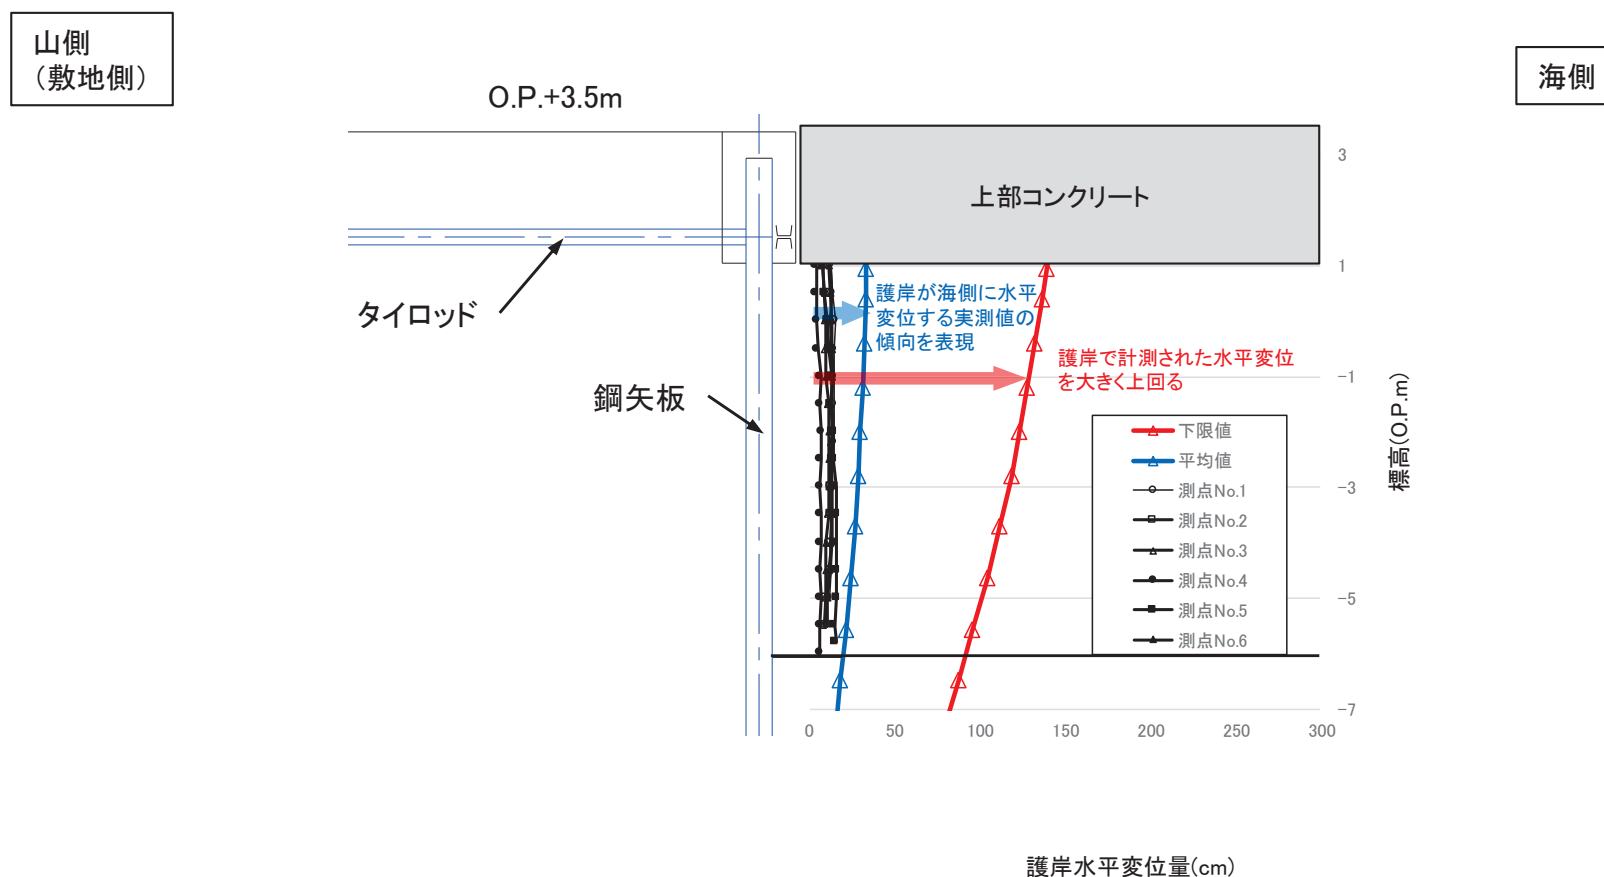 山側
（敷地側）
海側
O.P.+3.5m
上部コンクリート
タイロッド
鋼矢板
護岸が海側に水平
変位する実測値の
傾向を表現
護岸で計測された水平変位
を大きく上回る
下限値
平均値
測点No.1
測点No.2
測点No.3
測点No.4
測点No.5
測点No.6
3
1
-1
-3
-5
-7
標高(O.P.m)
0
50
100
150
200
250
300
護岸水平変位量(cm)